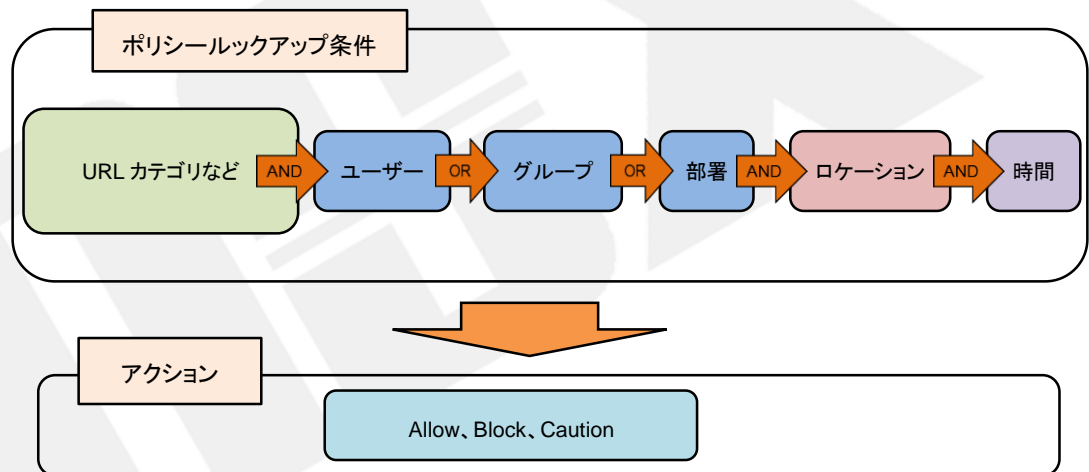 ポリシールックアップ条件
URL カテゴリなど AND ユーザー OR グループ OR 部署 AND ロケーション AND 時間
アクション
Allow、Block、Caution